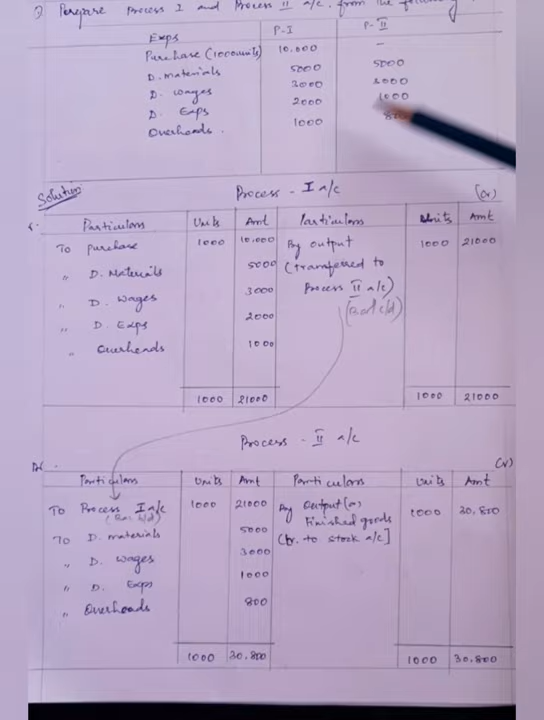 Prepare Process I and Process II a/c. from the
Exps P-I P-II
Purchase (1000 units) 10,000 -
D. materials 5000 5000
D. wages 3000 3000
D. Exps 2000 1000
Overheads. 1000 800
Solution
Process - I a/c (Cr)
Particulars Units Amt Particulars Units Amt
To purchase 1000 10,000 By output 1000 21000
" D. Materials 5000 (transferred to
" D. wages 3000 Process II a/c)
" D. Exps 2000 (Bal c/d)
" Overheads 1000
1000 21000 1000 21000
Process - II a/c
Dr. (Cr)
Particulars Units Amt Particulars Units Amt
To Process I a/c 1000 21000 By Output (or) 1000 30,800
(Bal b/d) Finished goods
To D. materials 5000 (tr. to stock a/c]
" D. wages 3000
" D. Exps 1000
" Overheads 800
1000 30,800 1000 30,800